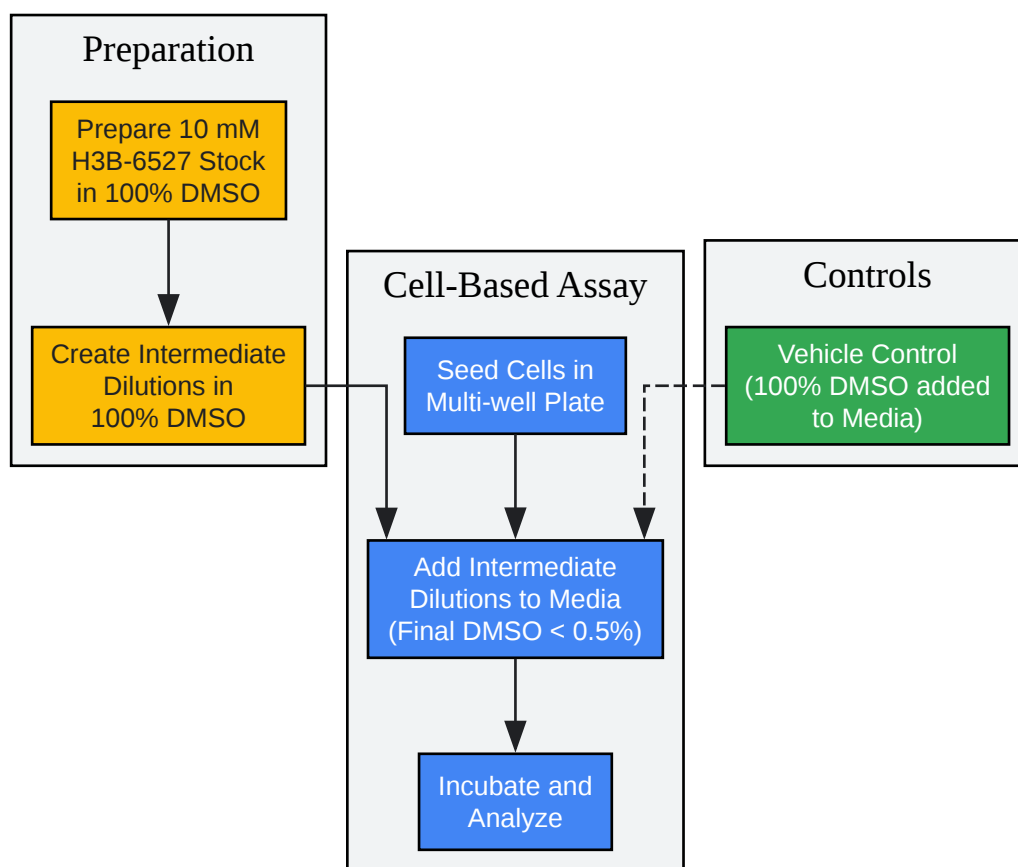 Preparation
Prepare 10 mM
H3B-6527 Stock
in 100% DMSO
Create Intermediate
Dilutions in
100% DMSO
Cell-Based Assay
Seed Cells in
Multi-well Plate
Add Intermediate
Dilutions to Media
(Final DMSO < 0.5%)
Incubate and
Analyze
Controls
Vehicle Control
(100% DMSO added
to Media)